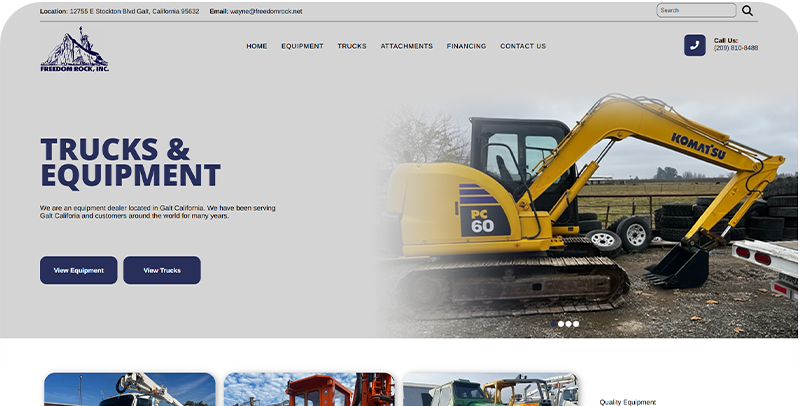 Location: 12755 E Stockton Blvd Galt, California 95632 Email: wayne@freedomrock.net
Search
FREEDOM ROCK, INC.
HOME EQUIPMENT TRUCKS ATTACHMENTS FINANCING CONTACT US
Call Us:
(209) 810-8488
TRUCKS &
EQUIPMENT
We are an equipment dealer located in Galt California. We have been serving
Galt Califoria and customers around the world for many years.
View Equipment View Trucks
KOMATSU
PC
60
Quality Equipment